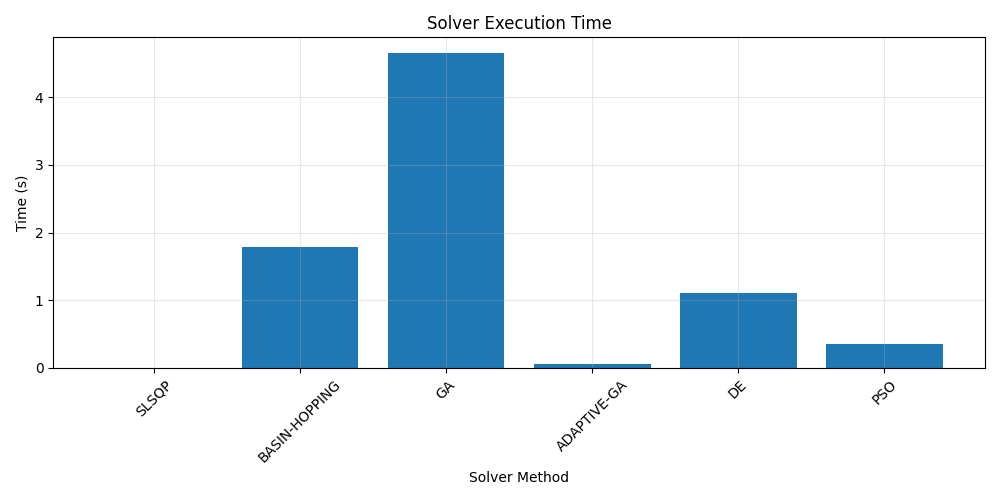 Solver Execution Time
Time (s)
4
3
2
1
0
SLSQP
BASIN-HOPPING
GA
ADAPTIVE-GA
DE
PSO
Solver Method